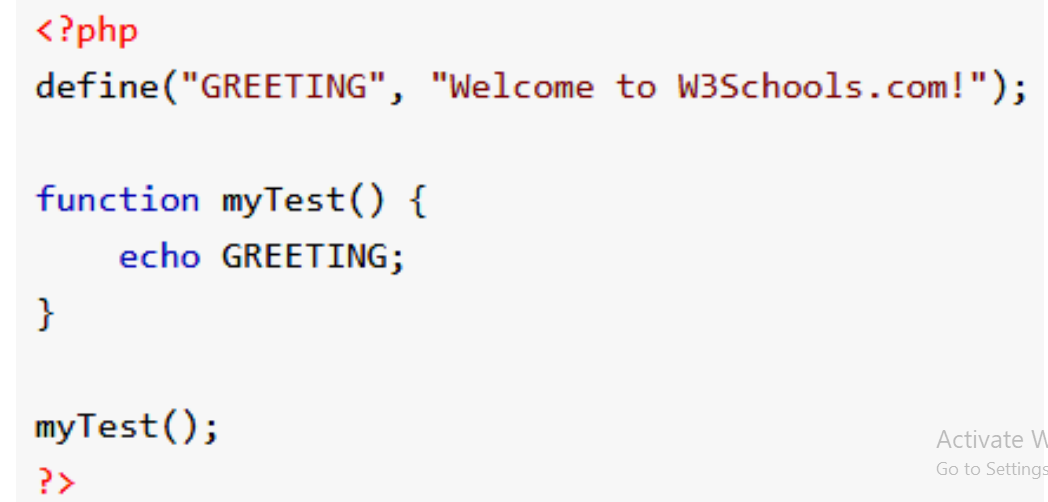 <?php
define("GREETING", "Welcome to W3Schools.com!");
function myTest() {
    echo GREETING;
}
myTest();
?>
Activate
Go to Settings